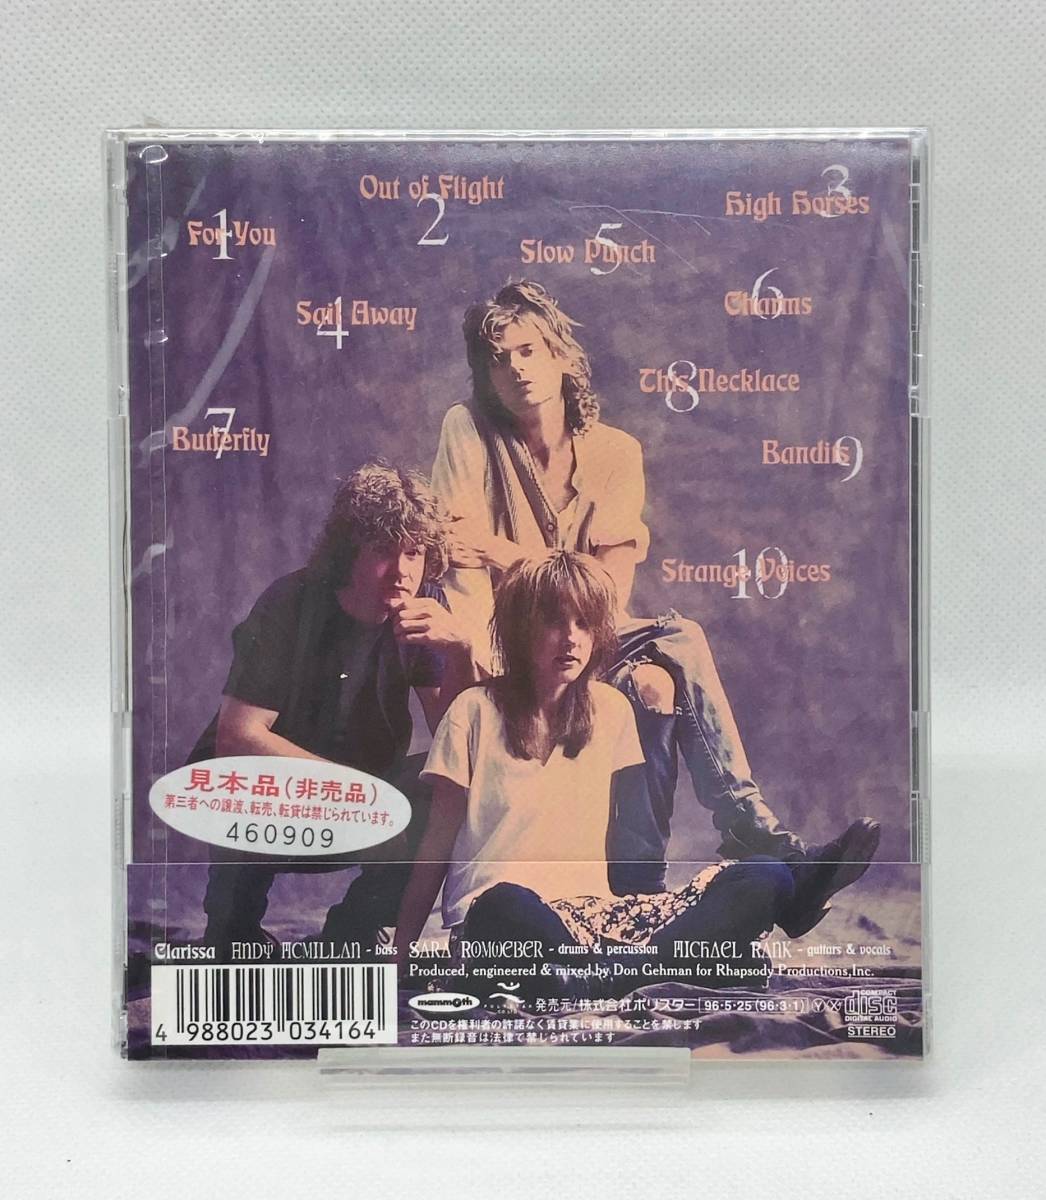 For You
1
Out of Flight
2
High Horses
3
Sail Away
4
Slow Punch
5
Charms
6
Butterfly
7
This Necklace
8
Bandits
9
Strange Voices
10
見本品(非売品)
第三者への譲渡、転売、転貸は禁じられています。
460909
Clarissa ANDY MCMILLAN - bass SARA ROMWEBER - drums & percussion MICHAEL RANK - guitars & vocals
Produced, engineered & mixed by Don Gehman for Rhapsody Productions,Inc.
mammoth 発売元/株式会社ポリスター 96・5・25 (96・3・1) Y X COMPACT disc DIGITAL AUDIO
STEREO
このCDを権利者の許諾なく賃貸業に使用することを禁じます
また無断録音は法律で禁じられています
4 988023 034164